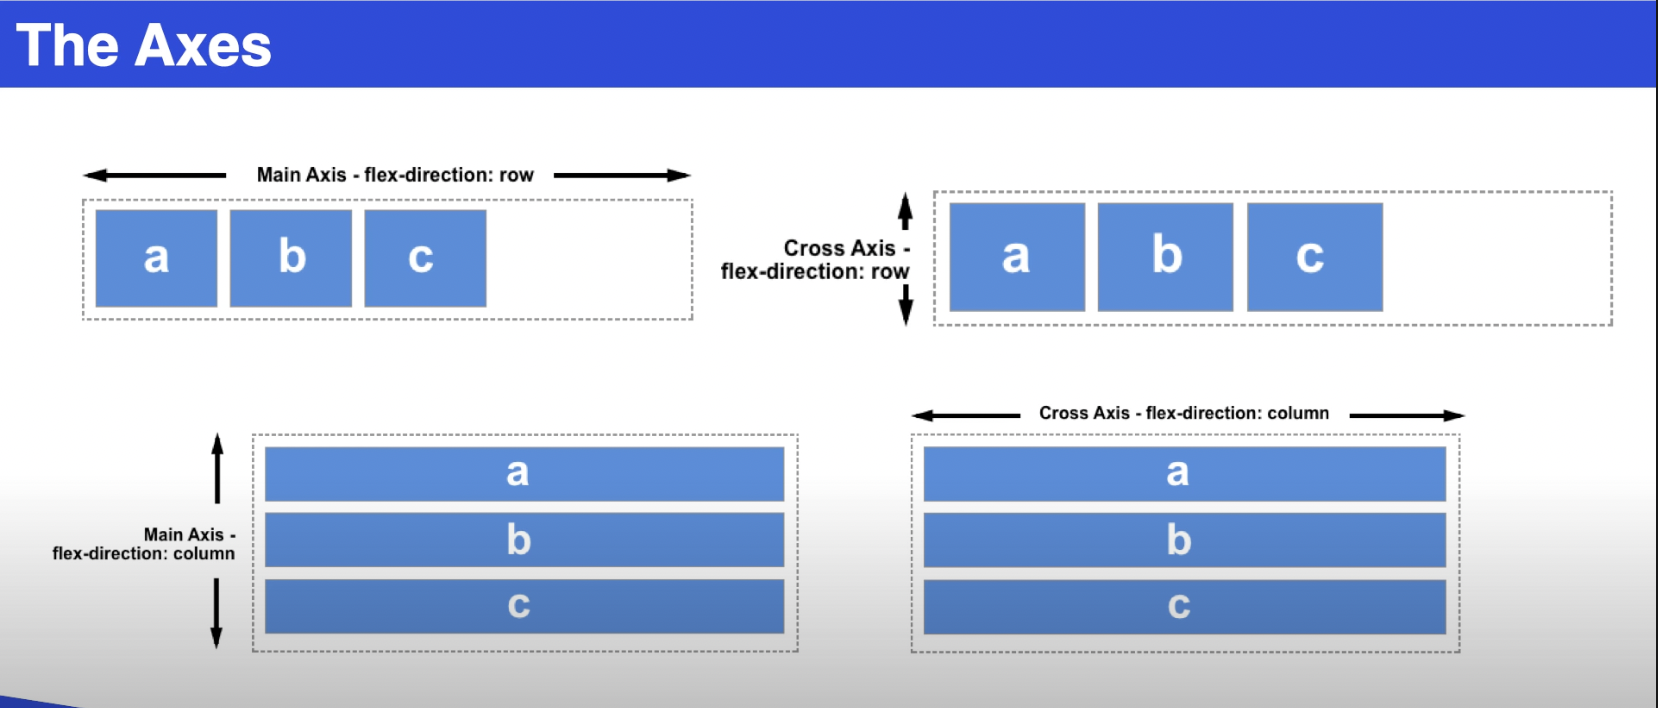 The Axes
Main Axis - flex-direction: row
a b c
Cross Axis -
flex-direction: row
a b c
Main Axis -
flex-direction: column
a
b
c
Cross Axis - flex-direction: column
a
b
c